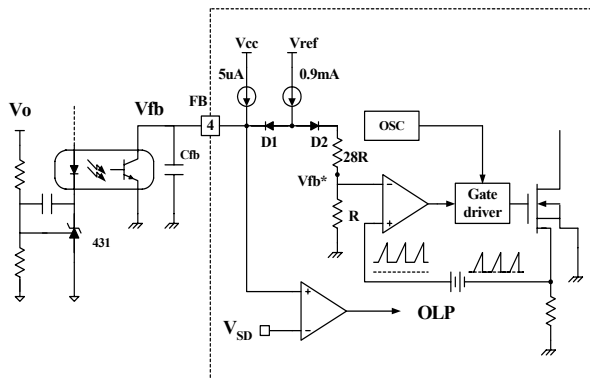 Vcc
Vref
5uA
0.9mA
Vo
Vfb
FB
4
OSC
D1
D2
28R
Cfb
Vfb*
Gate
driver
R
431
OLP
V_SD
+
−
+
−